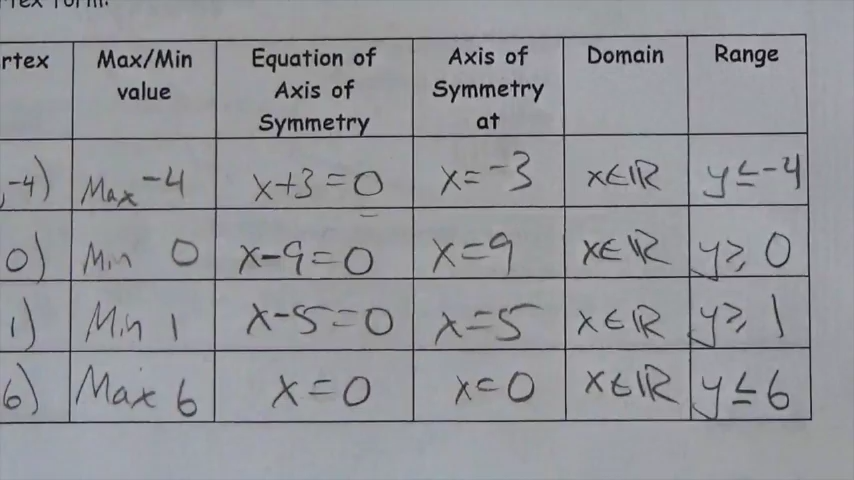 rtex form.
rtex Max/Min value Equation of Axis of Symmetry Axis of Symmetry at Domain Range
,-4) Max -4 x+3=0 x=-3 x∈ℝ y≤-4
0) Min 0 x-9=0 x=9 x∈ℝ y≥0
1) Min 1 x-5=0 x=5 x∈ℝ y≥1
6) Max 6 x=0 x=0 x∈ℝ y≤6